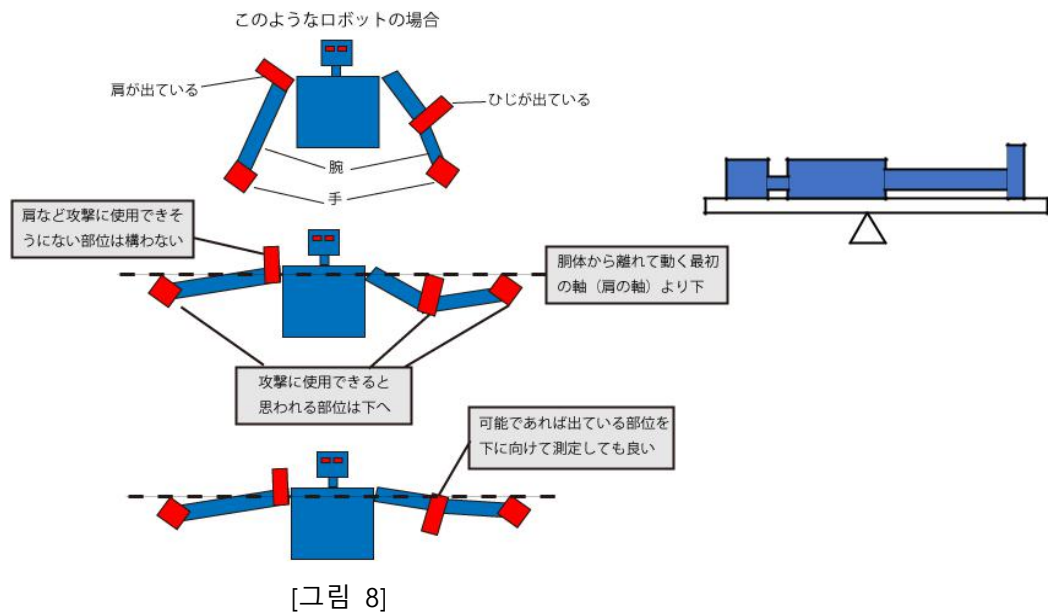 このようなロボットの場合
肩が出ている
ひじが出ている
腕
手
肩など攻撃に使用できそ
うにない部位は構わない
胴体から離れて動く最初
の軸（肩の軸）より下
攻撃に使用できると
思われる部位は下へ
可能であれば出ている部位を
下に向けて測定しても良い
[그림 8]